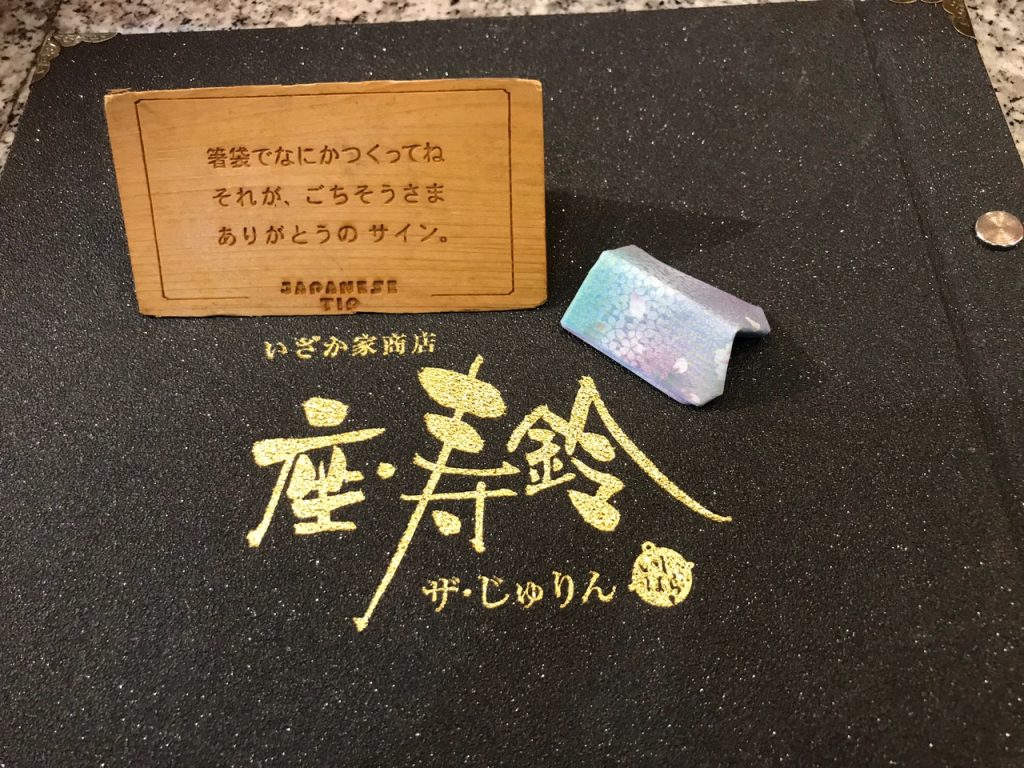 箸袋でなにかつくってね
それが、ごちそうさま
ありがとうのサイン。
JAPANESE
TIP
いざか家商店
座・寿鈴
ザ・じゅりん